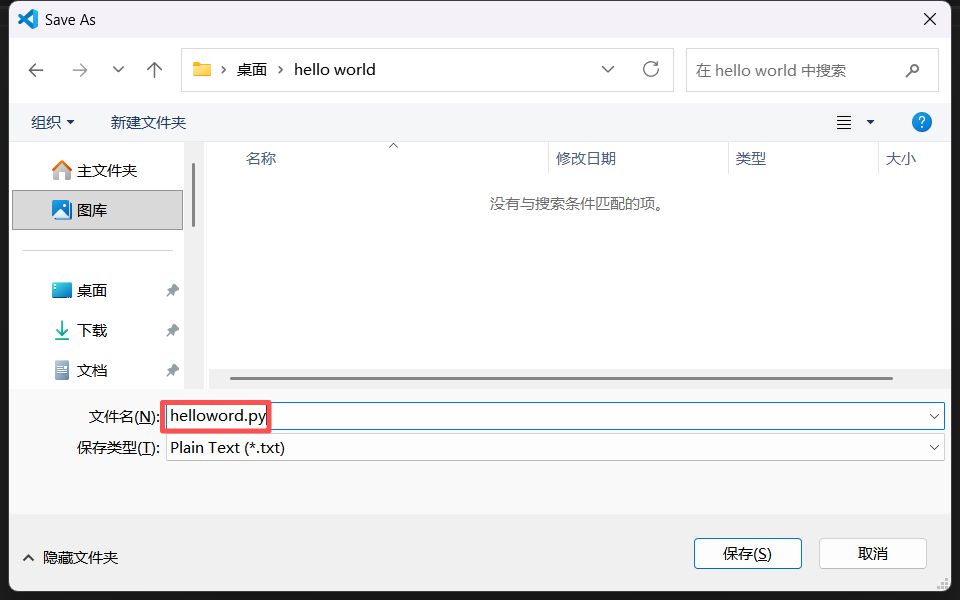 Save As
桌面 › hello world
在 hello world 中搜索
组织 新建文件夹
?
名称 修改日期 类型 大小
主文件夹
没有与搜索条件匹配的项。
图库
桌面
下载
文档
文件名(N): helloword.py
保存类型(T): Plain Text (*.txt)
隐藏文件夹 保存(S) 取消